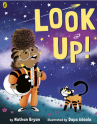 LOOK
UP!
by Nathan Bryon
illustrated by Dapo Adeola